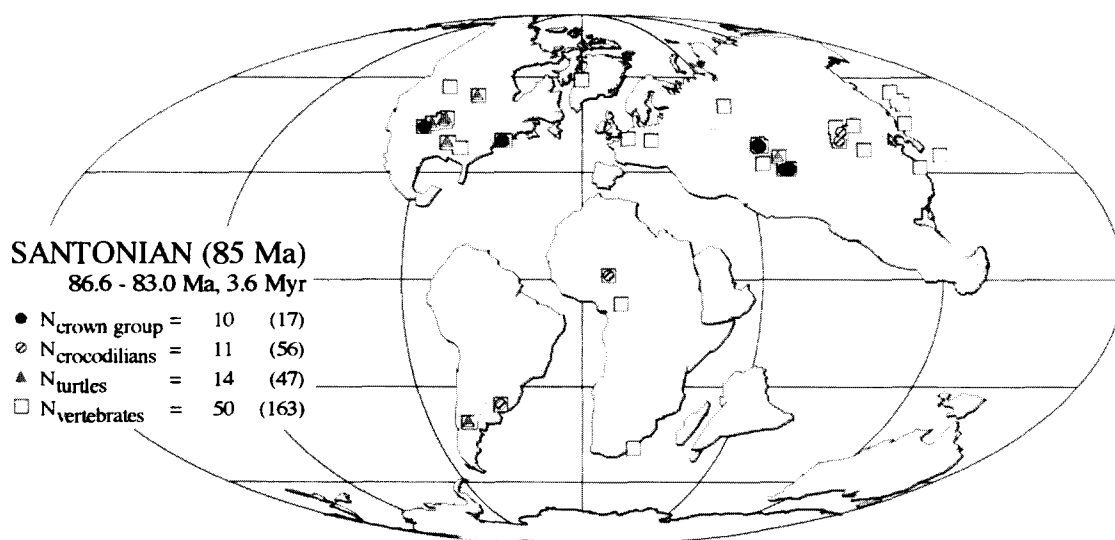 SANTONIAN (85 Ma)
86.6 - 83.0 Ma, 3.6 Myr
N crown group = 10 (17)
N crocodilians = 11 (56)
N turtles = 14 (47)
N vertebrates = 50 (163)